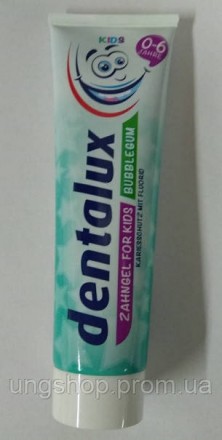 KIDS
0-6
JAHRE
dentalux
ZAHNGEL FOR KIDS BUBBLEGUM
KARIESSCHUTZ MIT FLUORID
ungshop.prom.ua